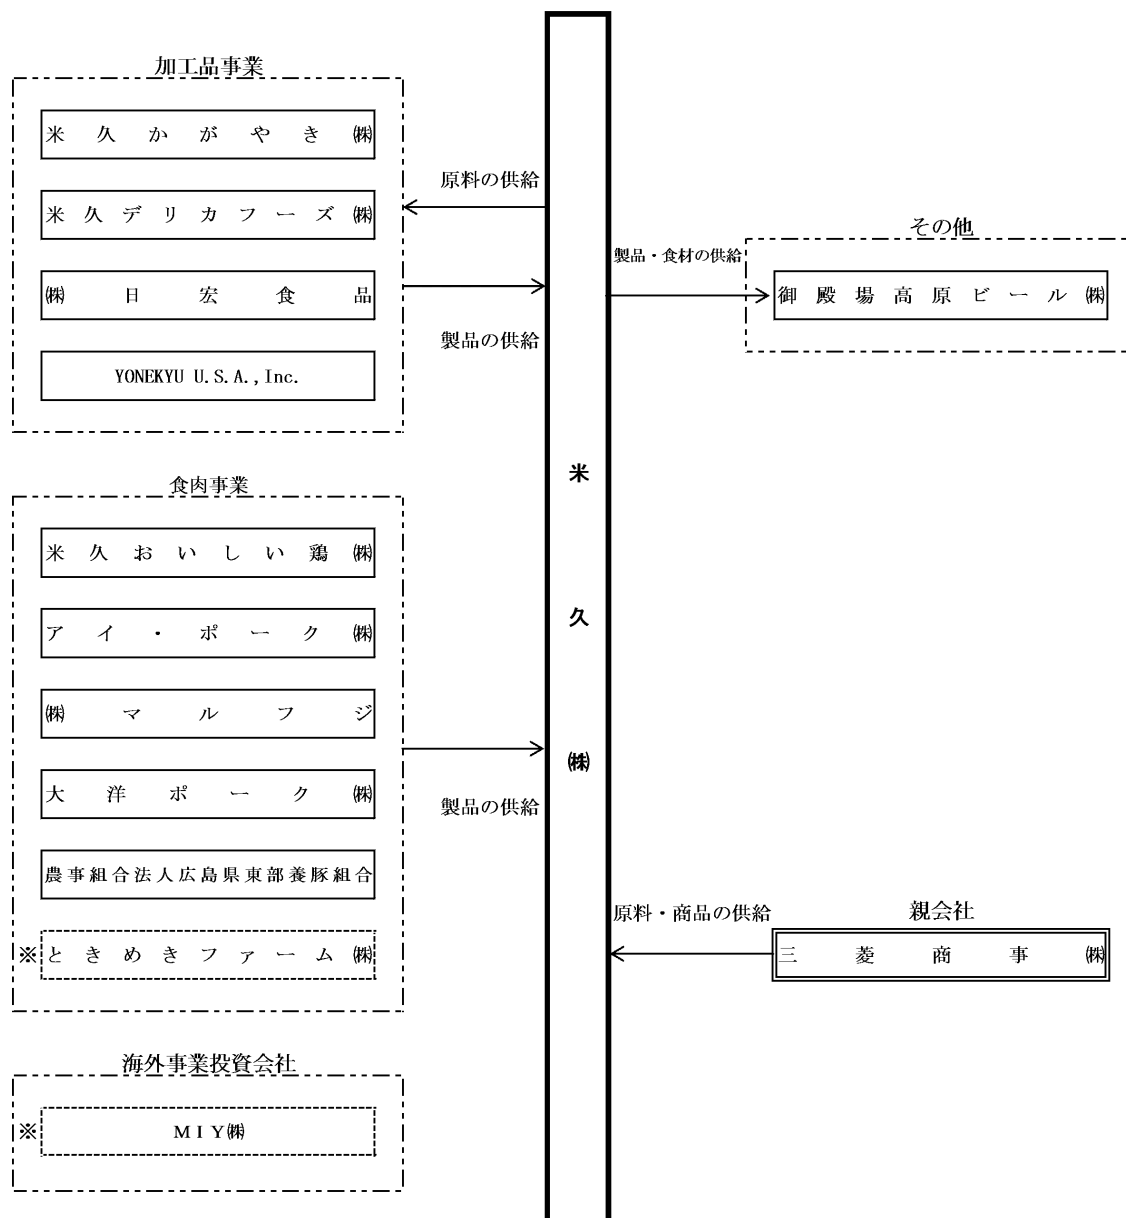 加工品事業
米久かがやき㈱
米久デリカフーズ㈱
㈱日宏食品
YONEKYU U.S.A.,Inc.
原料の供給
製品の供給
食肉事業
米久おいしい鶏㈱
アイ・ポーク㈱
㈱マルフジ
大洋ポーク㈱
農事組合法人広島県東部養豚組合
※ときめきファーム㈱
製品の供給
海外事業投資会社
※MIY㈱
米久㈱
その他
製品・食材の供給
御殿場高原ビール㈱
親会社
原料・商品の供給
三菱商事㈱